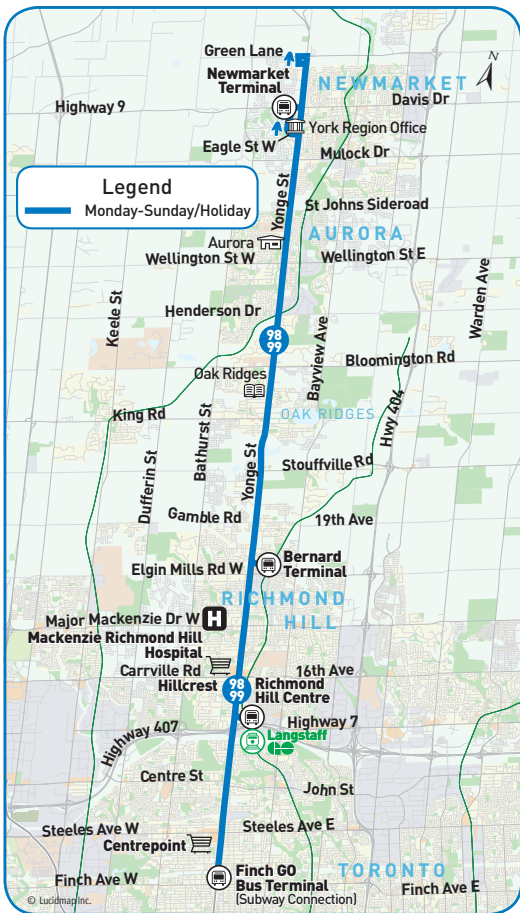 Green Lane
N
Newmarket
Terminal
NEWMARKET
Highway 9
Davis Dr
York Region Office
Eagle St W
Mulock Dr
Legend
Monday-Sunday/Holiday
Yonge St
St Johns Sideroad
AURORA
Aurora
Wellington St W
Wellington St E
Warden Ave
Keele St
Henderson Dr
98
99
Bayview Ave
Bloomington Rd
Oak Ridges
OAK RIDGES
Hwy 404
King Rd
Bathurst St
Dufferin St
Yonge St
Stouffville Rd
Gamble Rd
19th Ave
Bernard
Terminal
Elgin Mills Rd W
RICHMOND
HILL
Major Mackenzie Dr W
H
Mackenzie Richmond Hill
Hospital
Carrville Rd
16th Ave
Hillcrest
98
99
Richmond
Hill Centre
Highway 7
Highway 407
Langstaff
GO
Centre St
John St
Steeles Ave W
Steeles Ave E
Centrepoint
TORONTO
Finch GO
Bus Terminal
(Subway Connection)
Finch Ave W
Finch Ave E
© Lucidmap Inc.